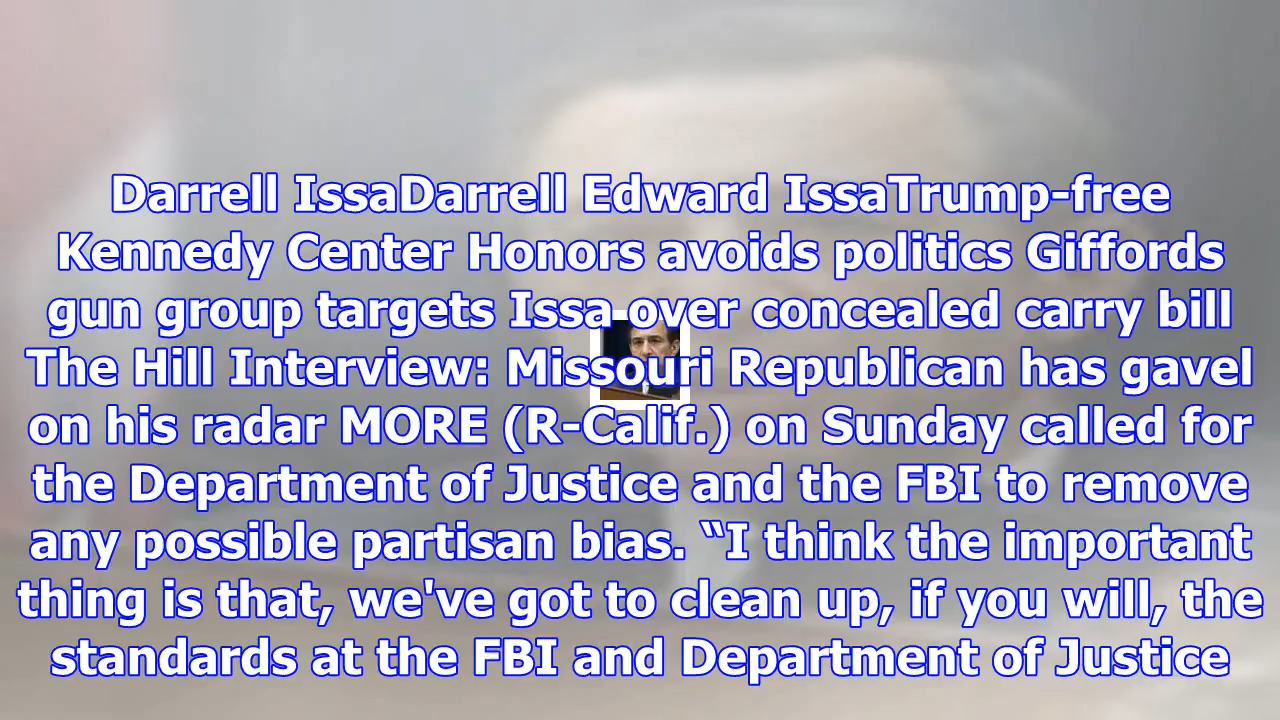 Darrell IssaDarrell Edward IssaTrump-free
Kennedy Center Honors avoids politics Giffords
gun group targets Issa over concealed carry bill
The Hill Interview: Missouri Republican has gavel
on his radar MORE (R-Calif.) on Sunday called for
the Department of Justice and the FBI to remove
any possible partisan bias. “I think the important
thing is that, we've got to clean up, if you will, the
standards at the FBI and Department of Justice